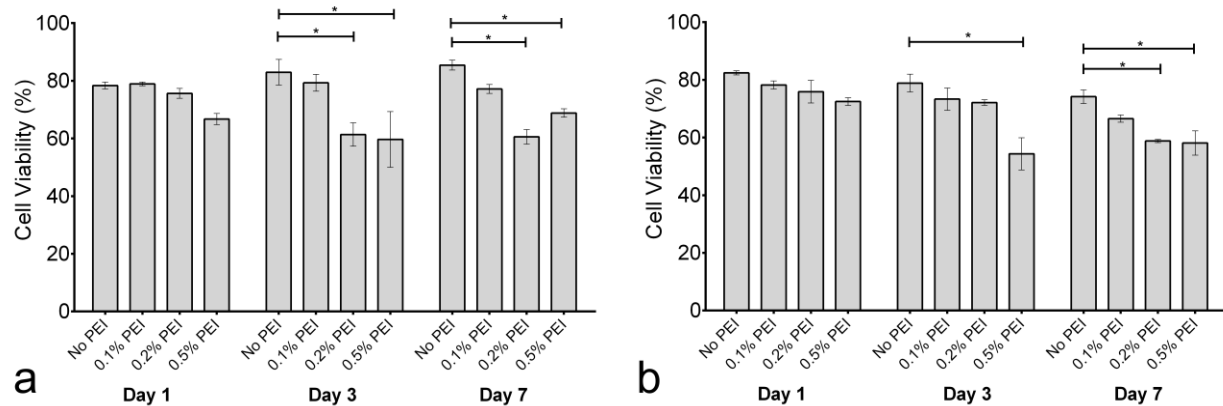 Cell Viability (%)
100
80
60
40
20
0
*
*
*
*
No PEI 0.1% PEI 0.2% PEI 0.5% PEI No PEI 0.1% PEI 0.2% PEI 0.5% PEI No PEI 0.1% PEI 0.2% PEI 0.5% PEI
Day 1 Day 3 Day 7
a
Cell Viability (%)
100
80
60
40
20
0
*
*
*
No PEI 0.1% PEI 0.2% PEI 0.5% PEI No PEI 0.1% PEI 0.2% PEI 0.5% PEI No PEI 0.1% PEI 0.2% PEI 0.5% PEI
Day 1 Day 3 Day 7
b